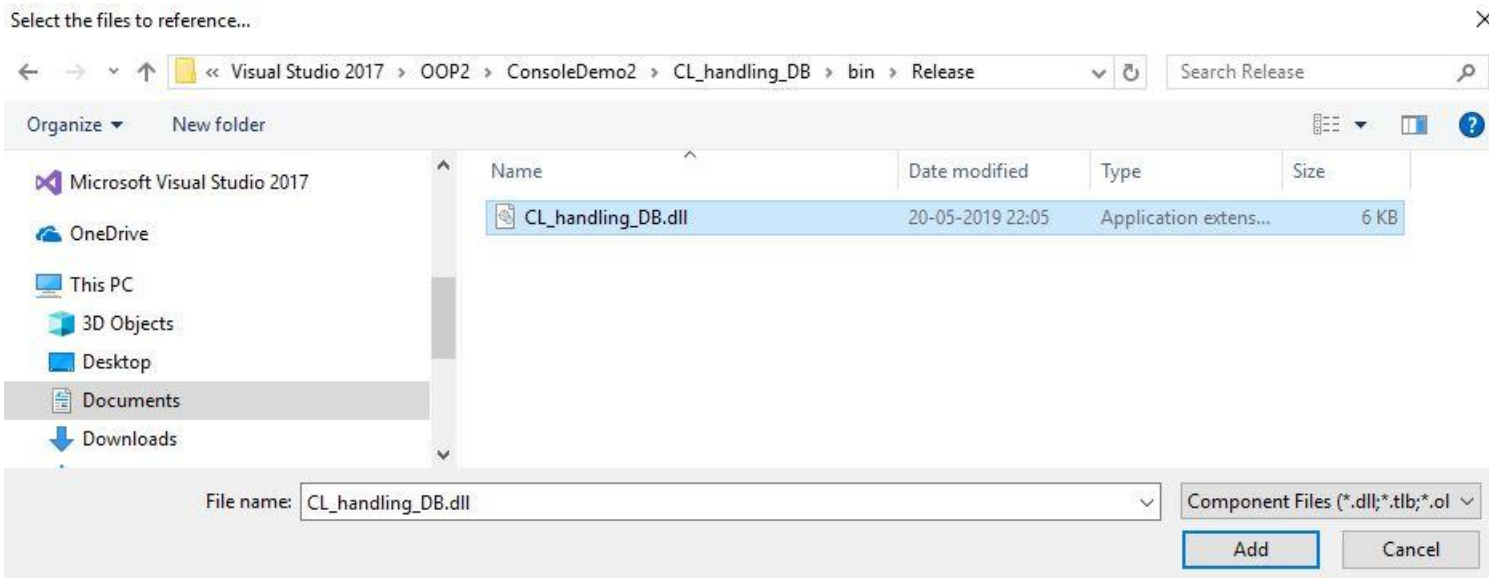 Select the files to reference...
« Visual Studio 2017 > OOP2 > ConsoleDemo2 > CL_handling_DB > bin > Release
Search Release
Organize
New folder
Name
Date modified
Type
Size
CL_handling_DB.dll
20-05-2019 22:05
Application extens...
6 KB
Microsoft Visual Studio 2017
OneDrive
This PC
3D Objects
Desktop
Documents
Downloads
File name: CL_handling_DB.dll
Component Files (*.dll;*.tlb;*.ol
Add
Cancel